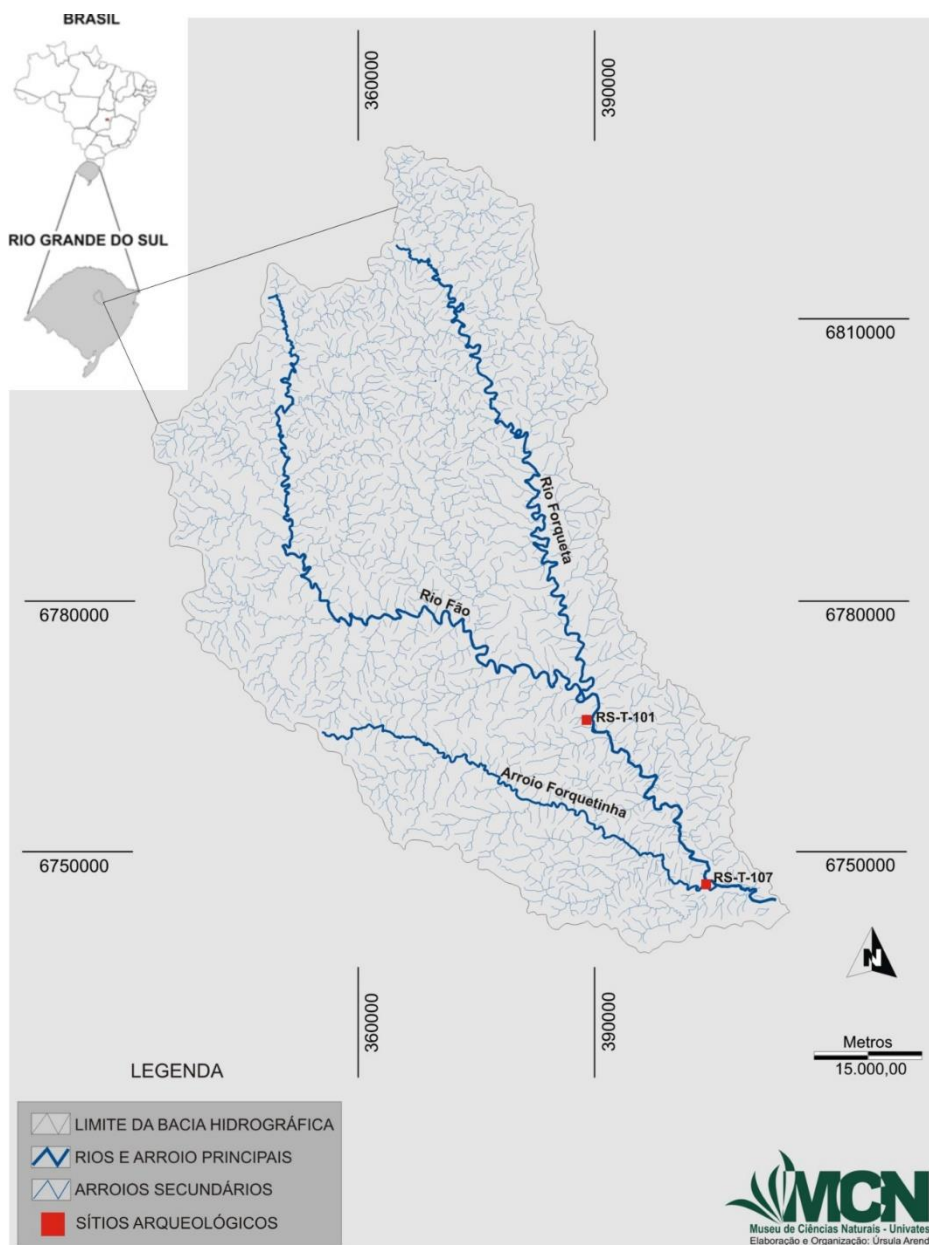 BRASIL
RIO GRANDE DO SUL
360000
390000
6810000
6810000
Rio Forqueta
Rio Fão
6780000
6780000
RS-T-101
Arroio Forquetinha
6750000
6750000
RS-T-107
N
360000
390000
Metros
15.000,00
LEGENDA
LIMITE DA BACIA HIDROGRÁFICA
RIOS E ARROIO PRINCIPAIS
ARROIOS SECUNDÁRIOS
SÍTIOS ARQUEOLÓGICOS
MCN
Museu de Ciências Naturais - Univates
Elaboração e Organização: Úrsula Arend